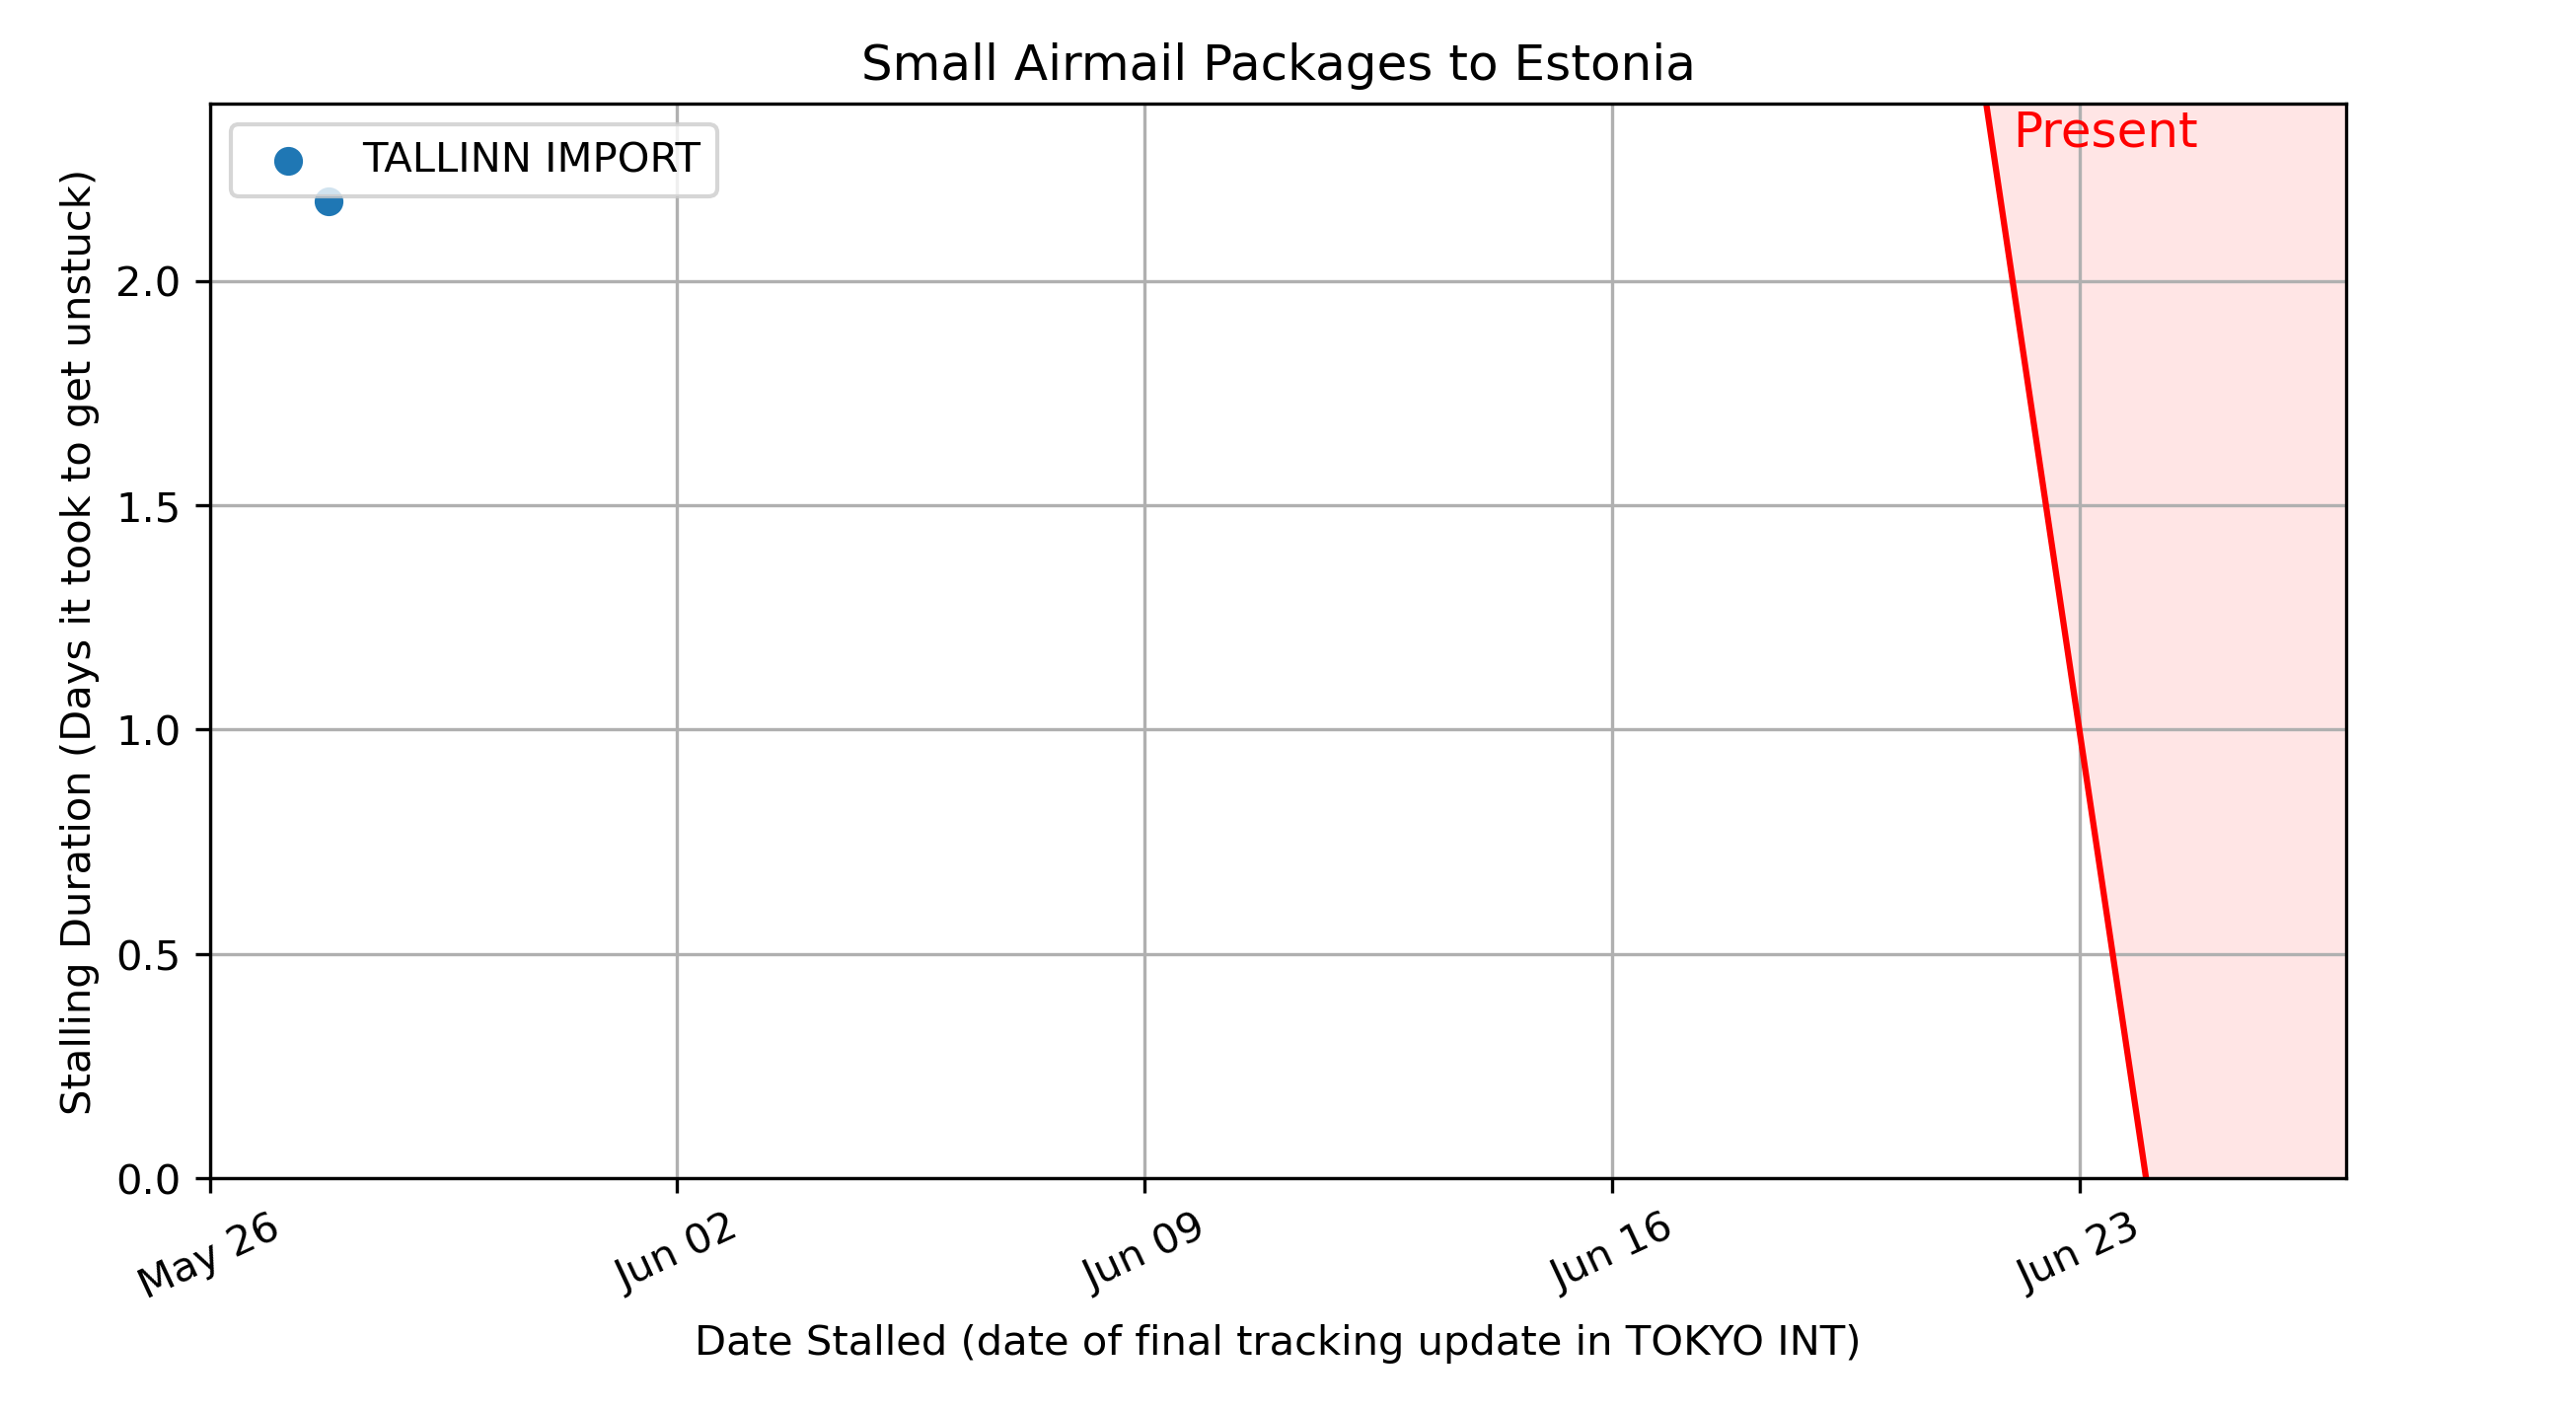 Small Airmail Packages to Estonia
TALLINN IMPORT
Present
Stalling Duration (Days it took to get unstuck)
2.0
1.5
1.0
0.5
0.0
May 26
Jun 02
Jun 09
Jun 16
Jun 23
Date Stalled (date of final tracking update in TOKYO INT)